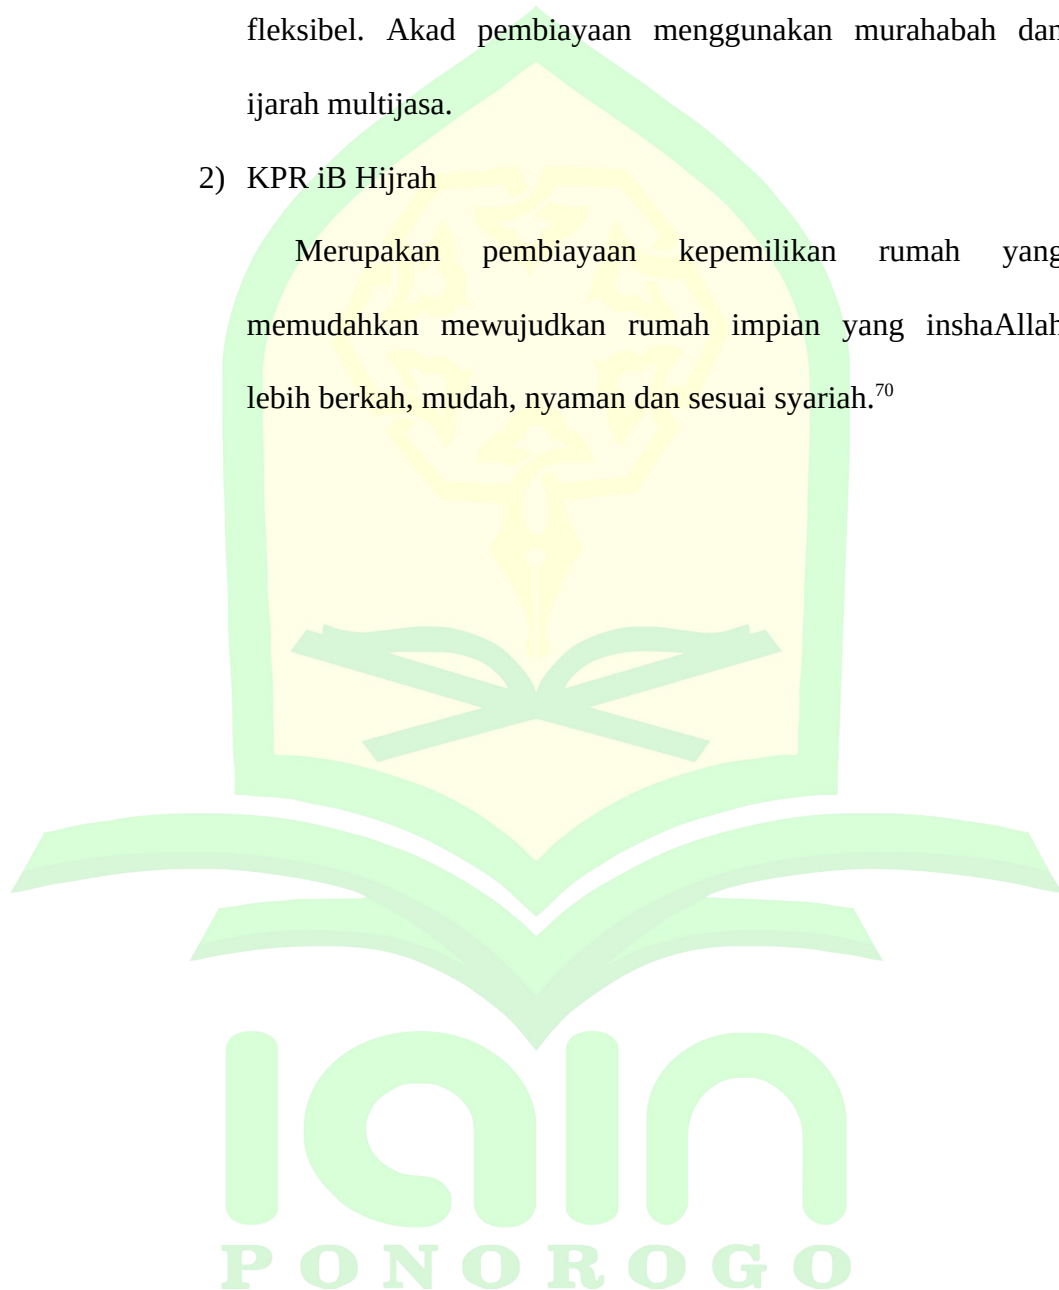 fleksibel. Akad pembiayaan menggunakan murahabah dan
ijarah multijasa.
2) KPR iB Hijrah
Merupakan pembiayaan kepemilikan rumah yang
memudahkan mewujudkan rumah impian yang inshaAllah
lebih berkah, mudah, nyaman dan sesuai syariah.70
IAIN
PONOROGO